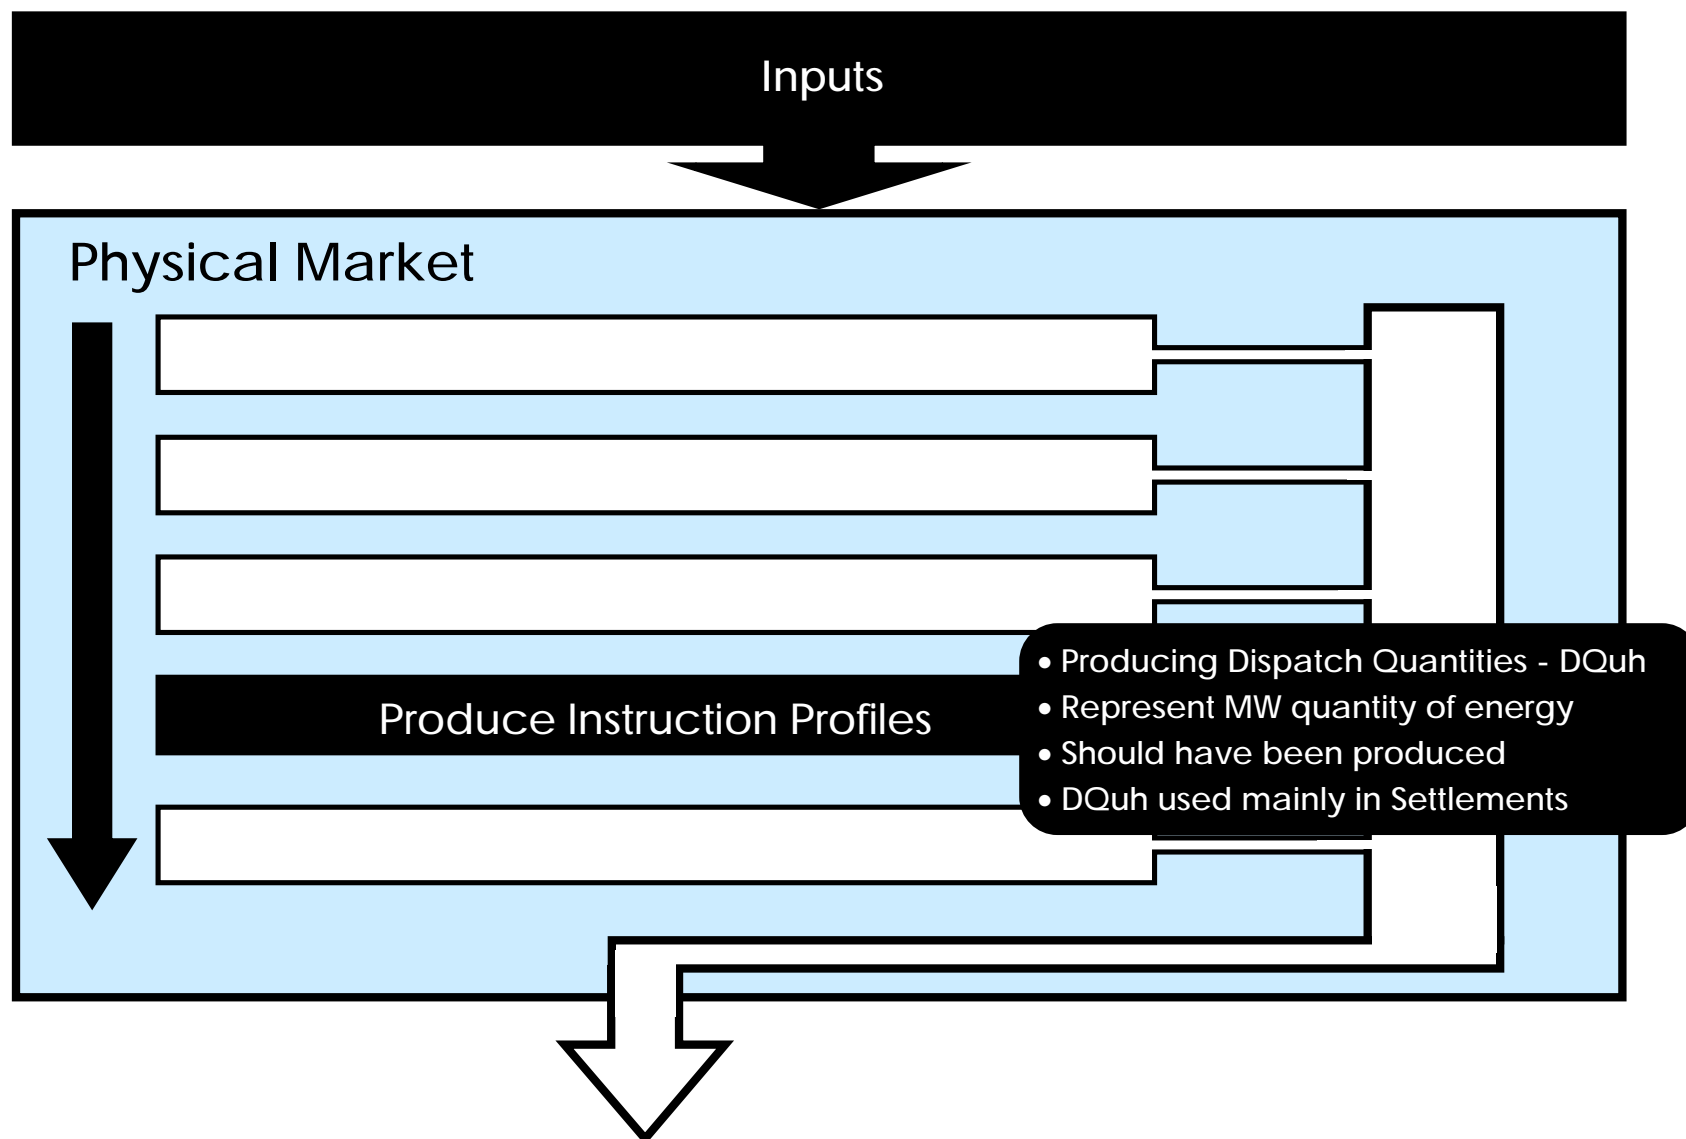 Inputs
Physical Market
Produce Instruction Profiles
• Producing Dispatch Quantities - DQuh
• Represent MW quantity of energy
• Should have been produced
• DQuh used mainly in Settlements